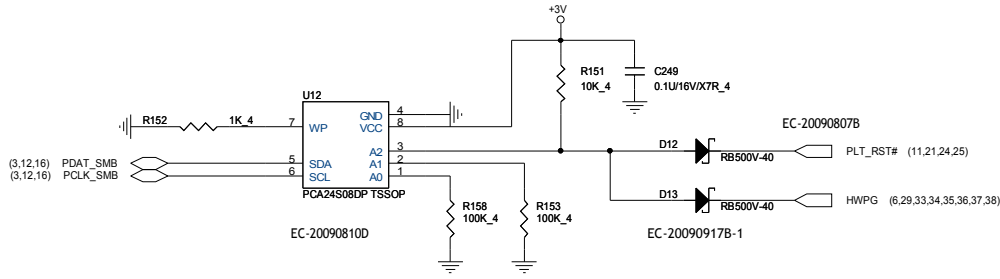 +3V
R151
10K_4
C249
0.1U/16V/X7R_4
U12
R152
1K_4
7
WP
GND
4
VCC
8
EC-20090807B
A2
3
D12
RB500V-40
PLT_RST# (11,21,24,25)
(3,12,16) PDAT_SMB
5
SDA
A1
2
(3,12,16) PCLK_SMB
6
SCL
A0
1
PCA24S08DP TSSOP
D13
RB500V-40
HWPG (6,29,33,34,35,36,37,38)
R158
100K_4
R153
100K_4
EC-20090810D
EC-20090917B-1